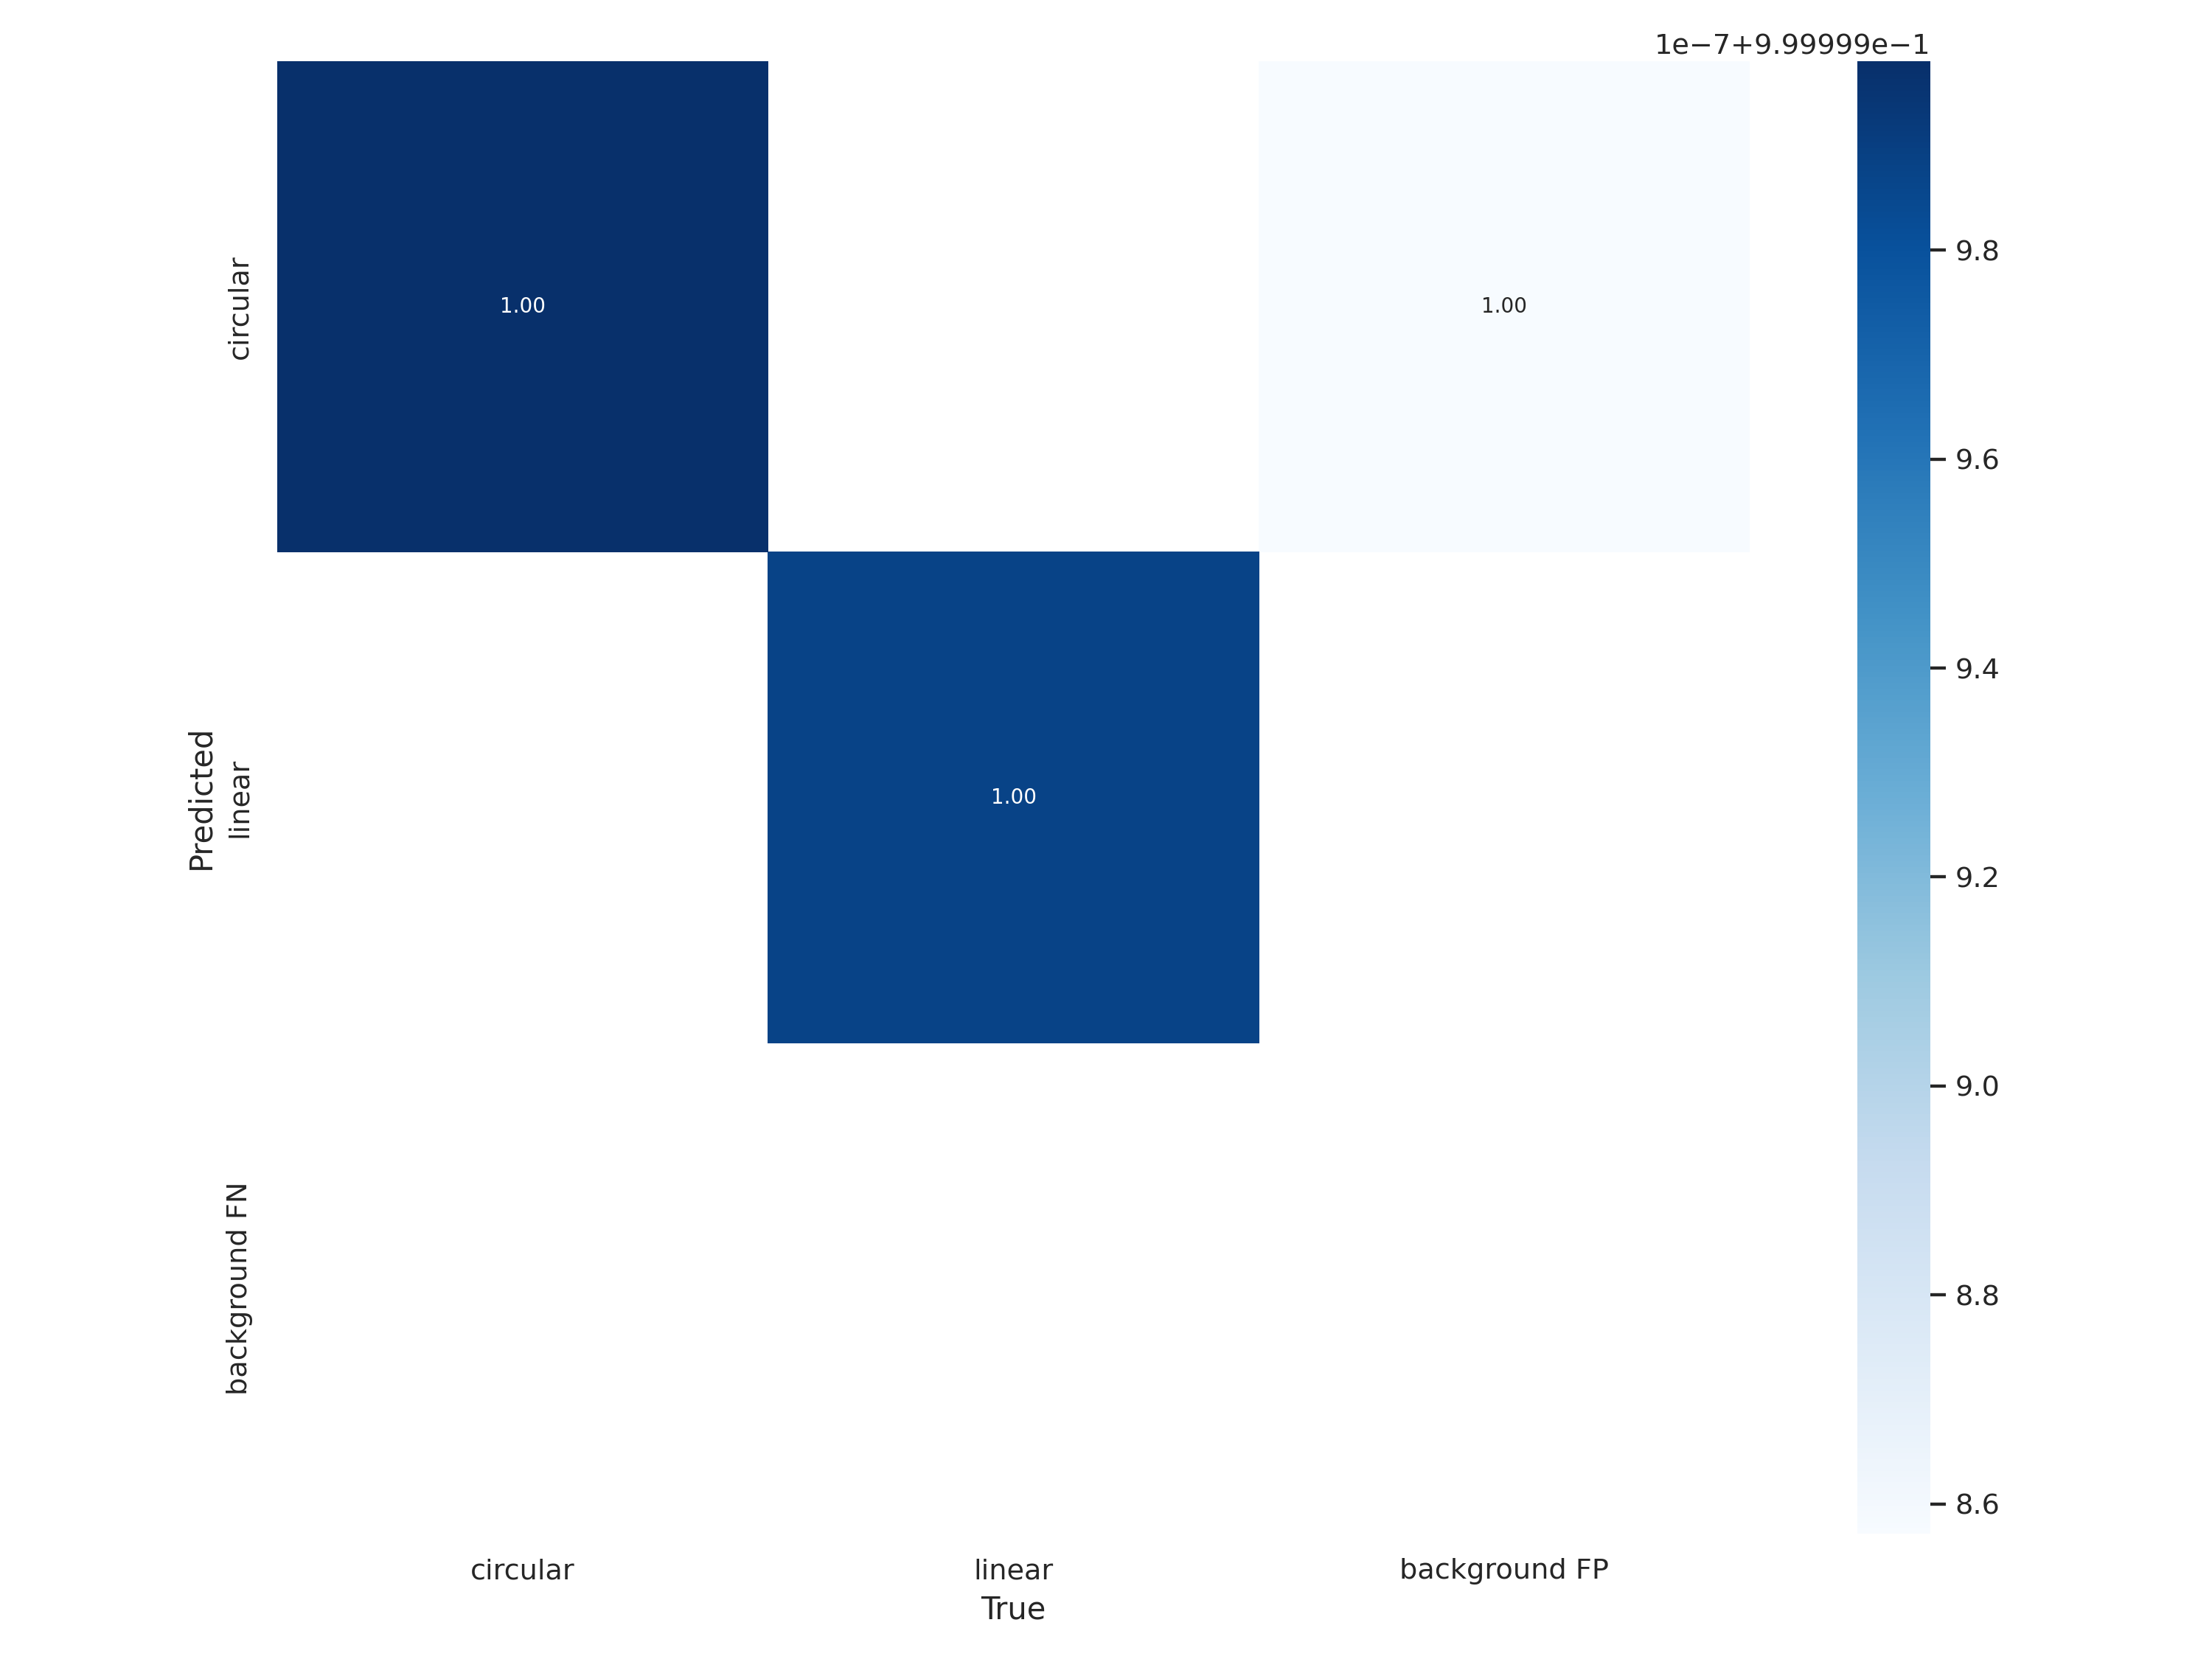 1e−7+9.99999e−1
circular
1.00
1.00
9.8
9.6
9.4
Predicted
linear
1.00
9.2
9.0
background FN
8.8
8.6
circular
linear
background FP
True